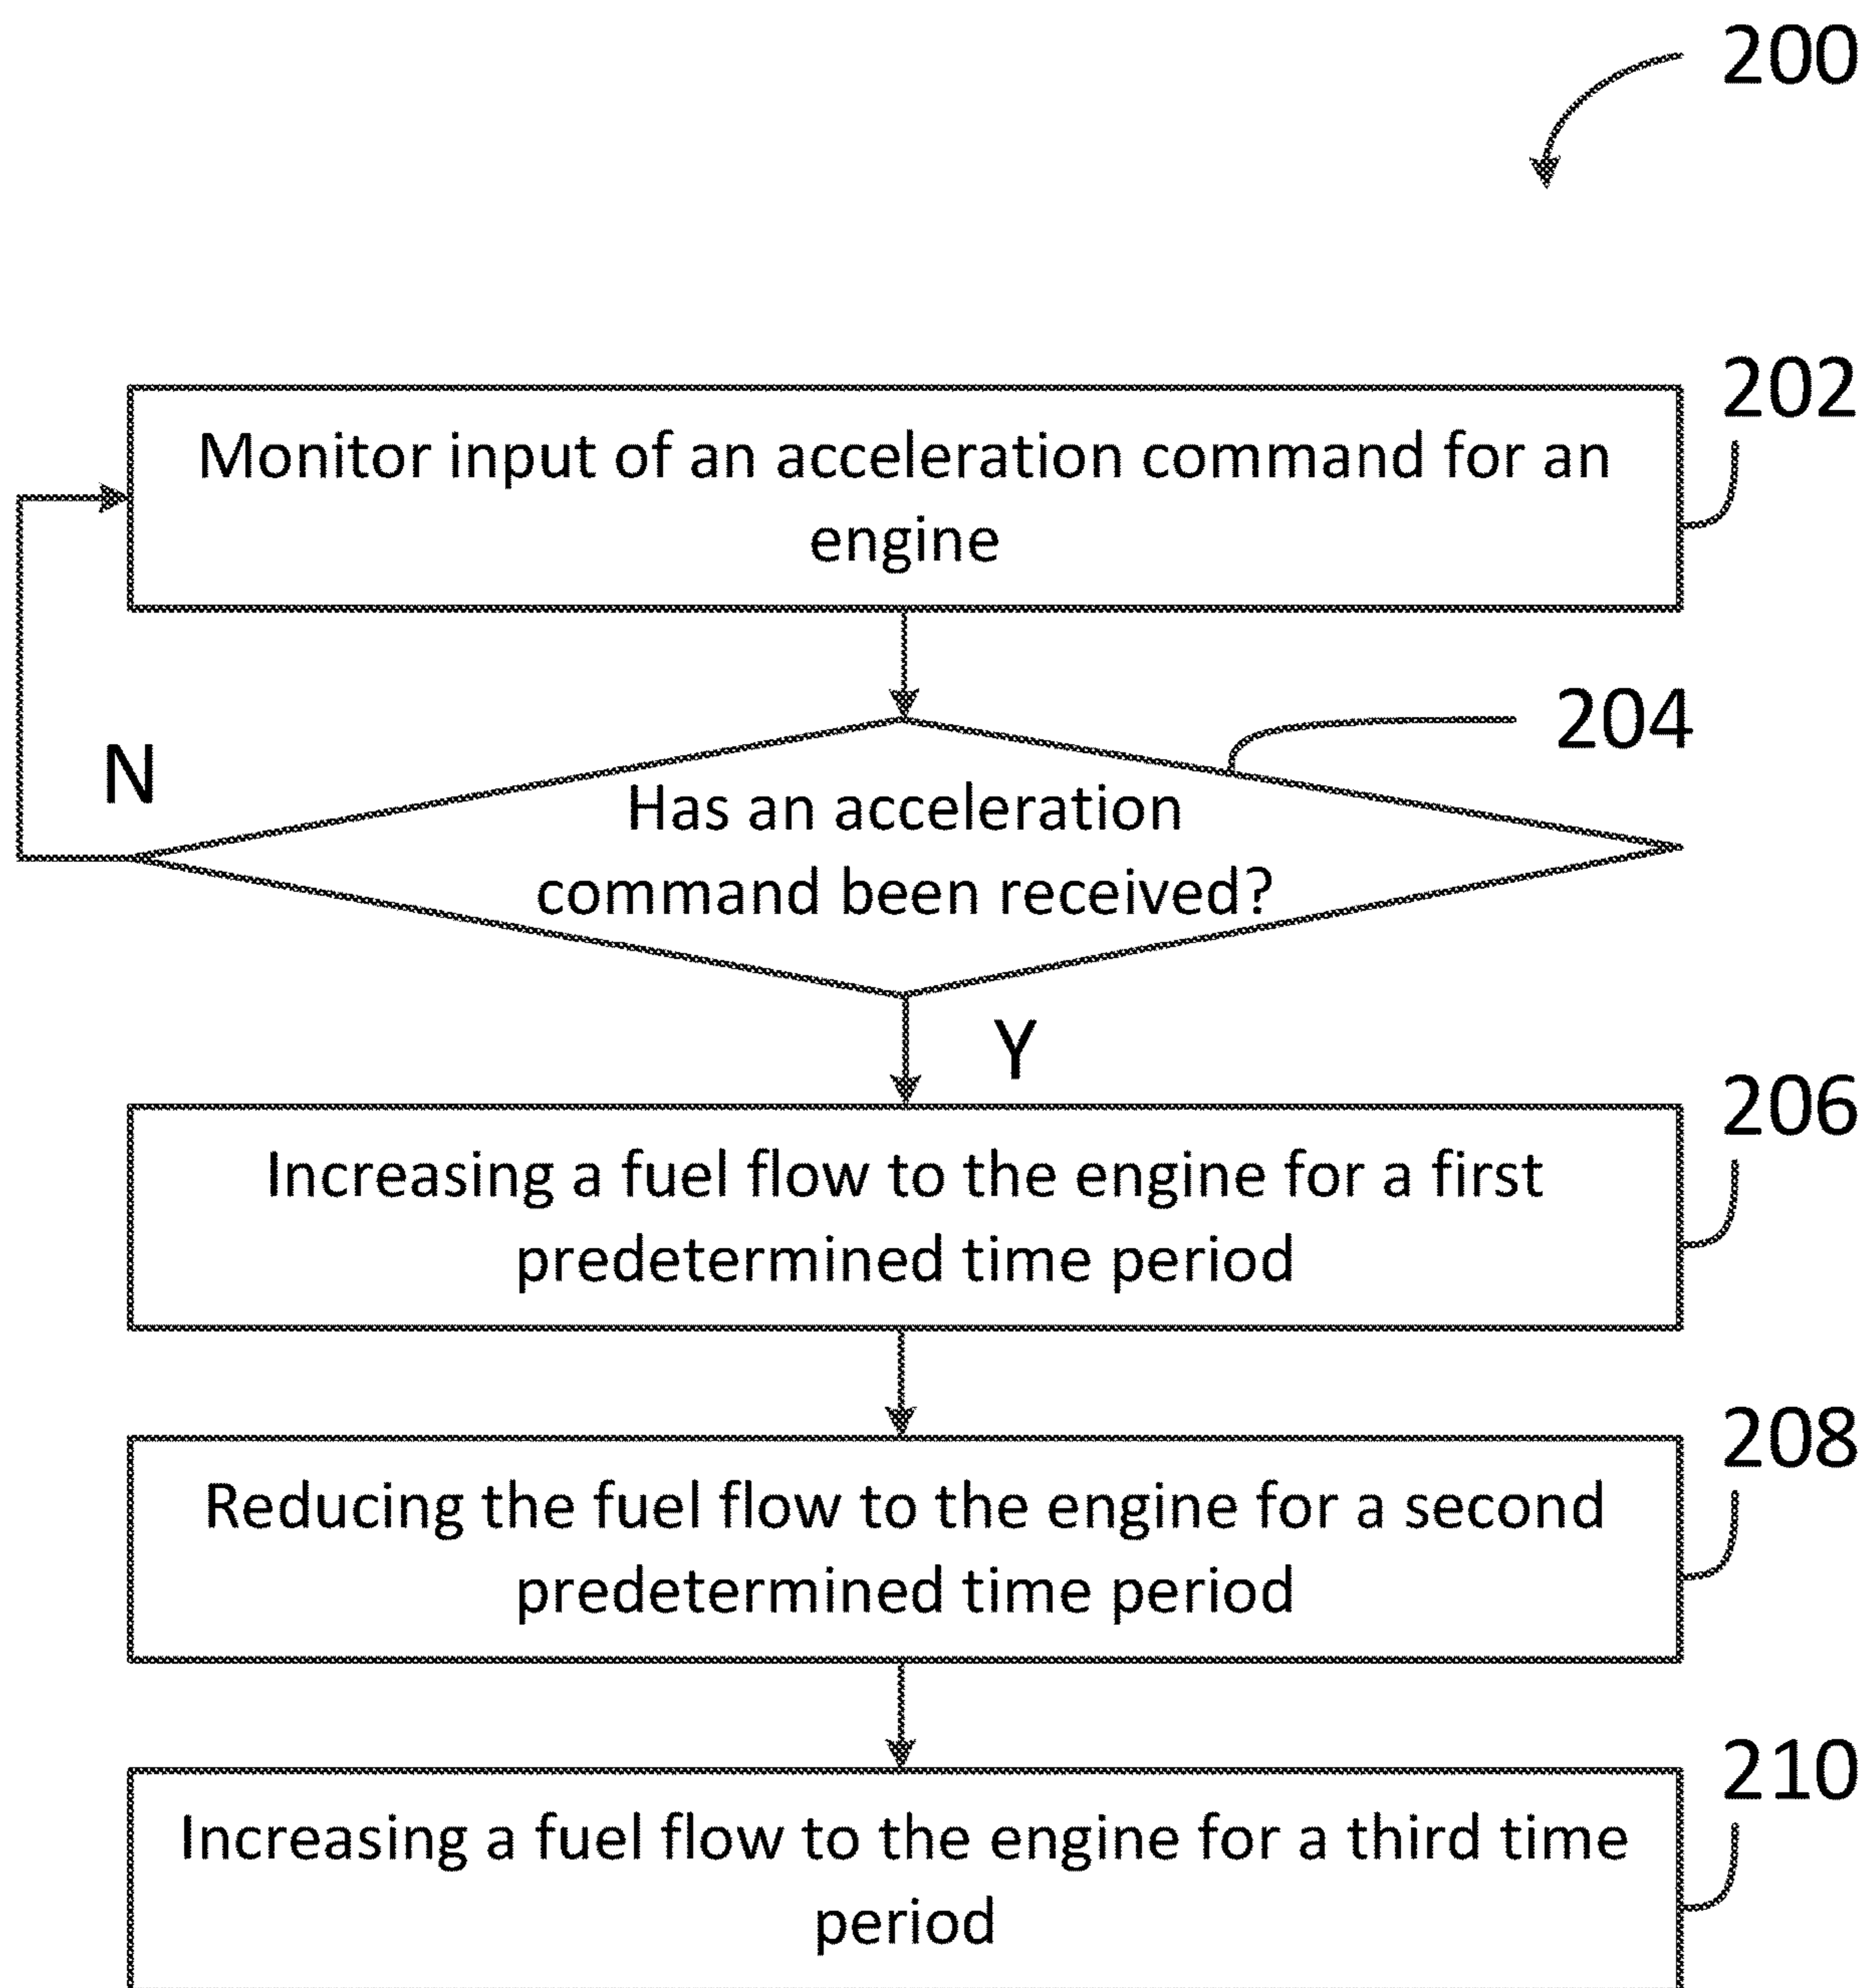 200
202
Monitor input of an acceleration command for an
engine
204
N
Has an acceleration
command been received?
Y
206
Increasing a fuel flow to the engine for a first
predetermined time period
208
Reducing the fuel flow to the engine for a second
predetermined time period
210
Increasing a fuel flow to the engine for a third time
period